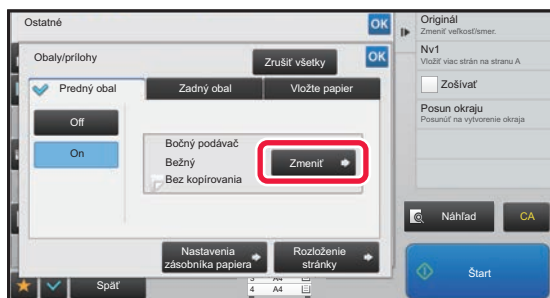 Ostatné
OK
Originál
Zmeniť veľkosť/smer.
Obaly/prílohy
Zrušiť všetky
OK
Nv1
Vložiť viac strán na stranu A
Predný obal
Zadný obal
Vložte papier
Zošívať
Posun okraju
Posunúť na vytvorenie okraja
Off
On
Bočný podávač
Bežný
Bez kopírovania
Zmeniť
Náhľad
CA
Nastavenia
zásobníka papiera
Rozloženie
stránky
Štart
Späť
3 A4
4 A4